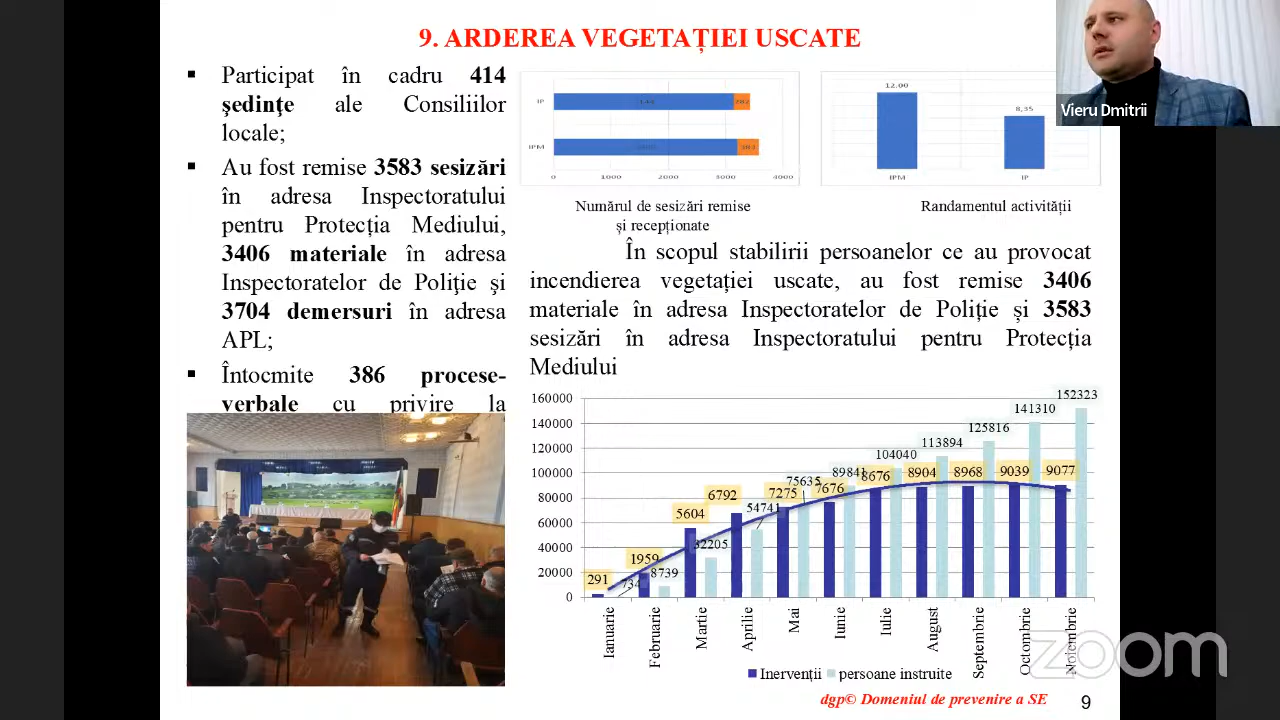 9. ARDEREA VEGETAȚIEI USCATE
Vieru Dmitrii
▪ Participat în cadru 414
ședințe ale Consiliilor
locale;
▪ Au fost remise 3583 sesizări
în adresa Inspectoratului
pentru Protecția Mediului,
3406 materiale în adresa
Inspectoratelor de Poliţie şi
3704 demersuri în adresa
APL;
▪ Întocmite 386 procese-
verbale cu privire la
IP
IPM
0 1000 2000 3000 4000
Numărul de sesizări remise
și recepționate
12,00
8,35
IPM IP
Randamentul activității
În scopul stabilirii persoanelor ce au provocat
incendierea vegetației uscate, au fost remise 3406
materiale în adresa Inspectoratelor de Poliție și 3583
sesizări în adresa Inspectoratului pentru Protecția
Mediului
160000
140000
120000
100000
80000
60000
40000
20000
0
291 1959 5604 6792 7275 7676 8676 8904 8968 9039 9077
734 8739 32205 54741 75635 89841 104040 113894 125816 141310 152323
Ianuarie
Februarie
Martie
Aprilie
Mai
Iunie
Iulie
August
Septembrie
Octombrie
Noiembrie
Inervenții persoane instruite
zoom
dgp© Domeniul de prevenire a SE
9